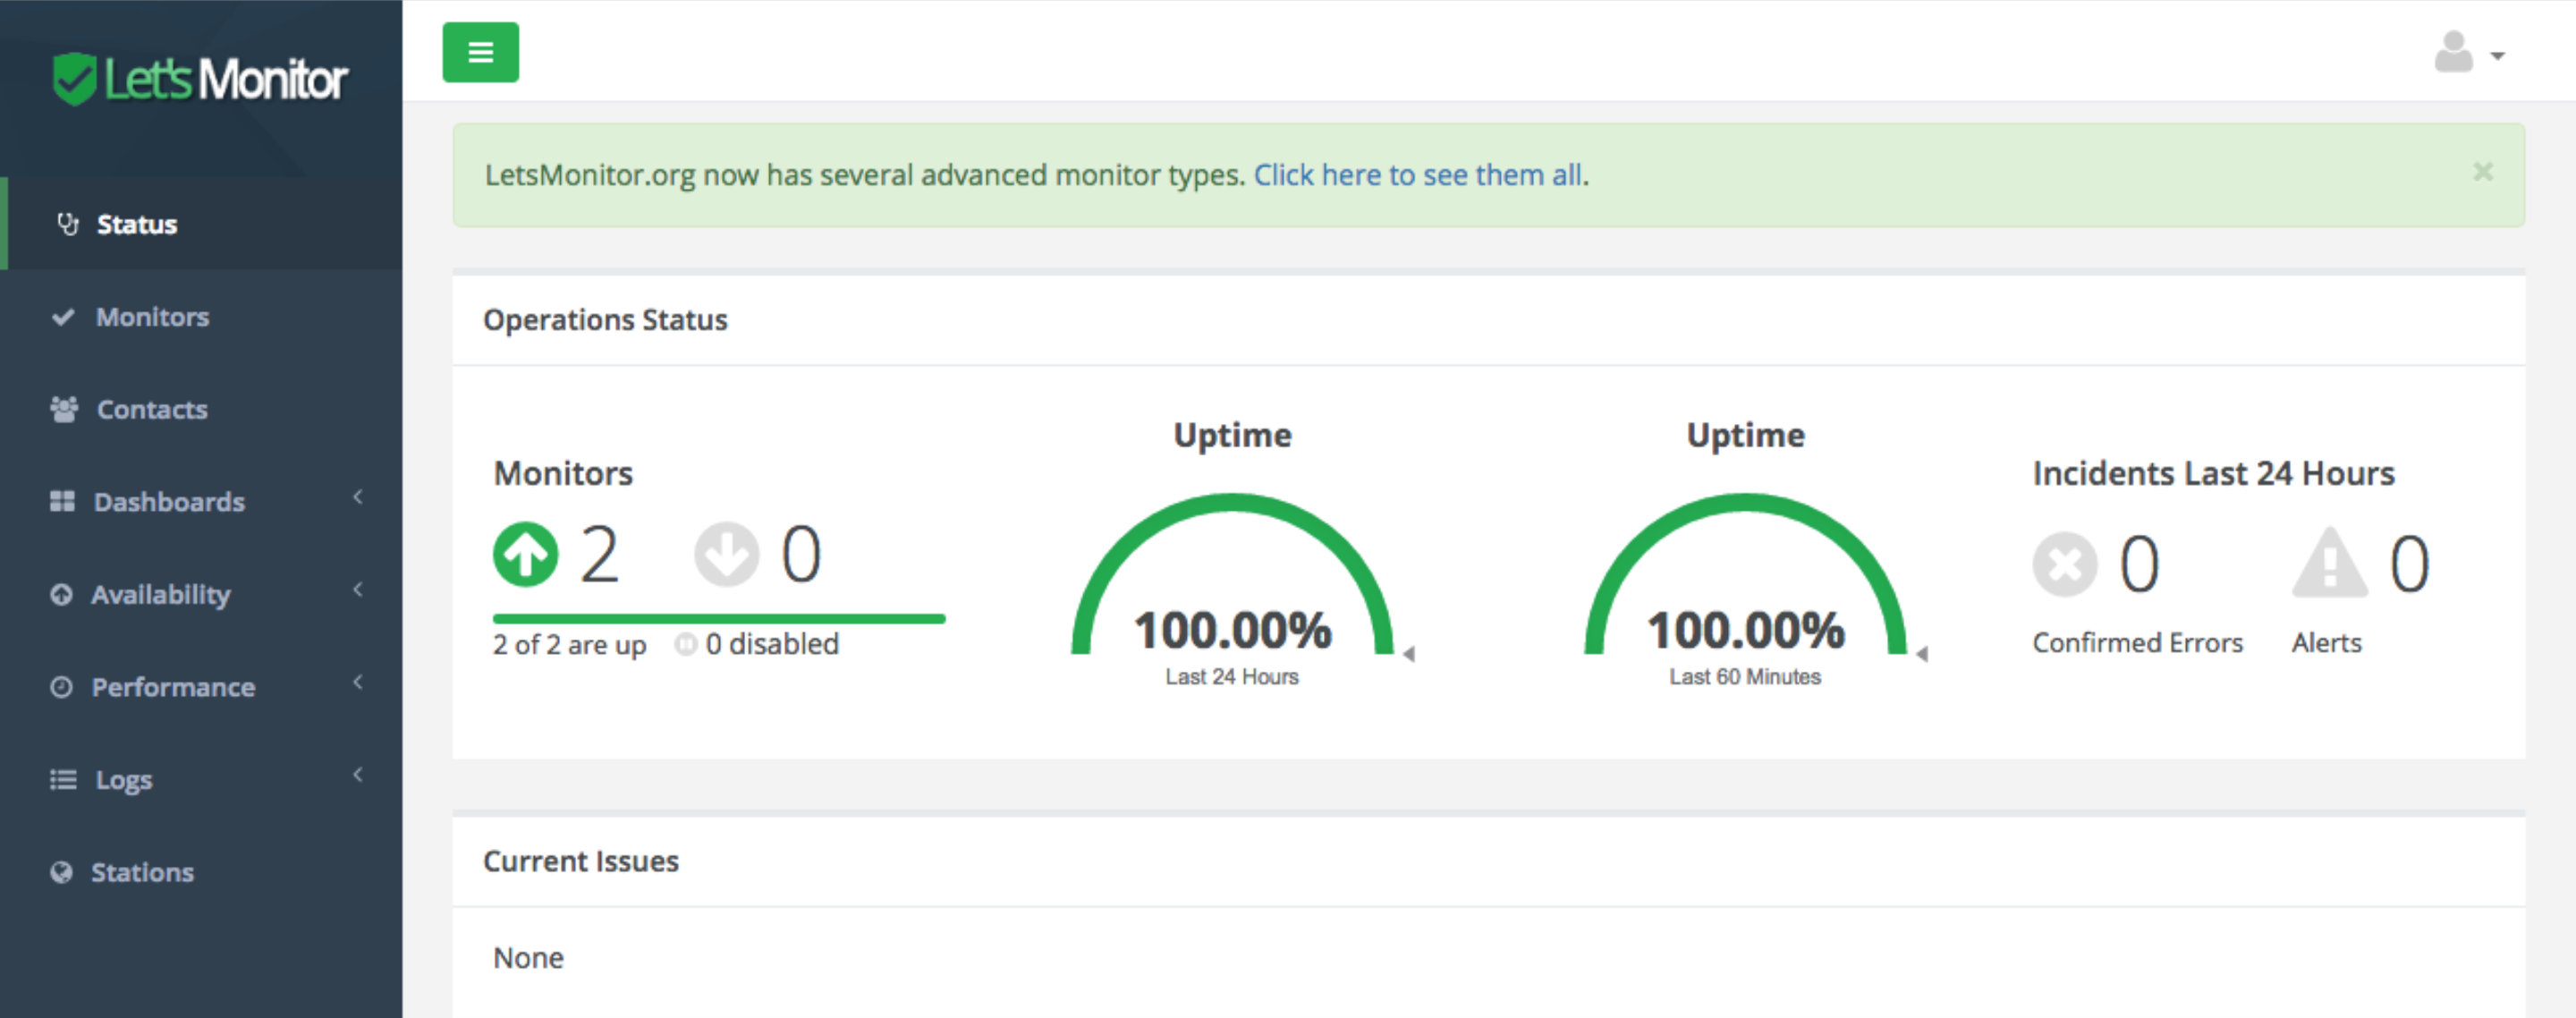 Let's Monitor
Status
Monitors
Contacts
Dashboards
Availability
Performance
Logs
Stations
LetsMonitor.org now has several advanced monitor types. Click here to see them all.
Operations Status
Monitors
2 0
2 of 2 are up 0 disabled
Uptime
100.00%
Last 24 Hours
Uptime
100.00%
Last 60 Minutes
Incidents Last 24 Hours
0 0
Confirmed Errors Alerts
Current Issues
None